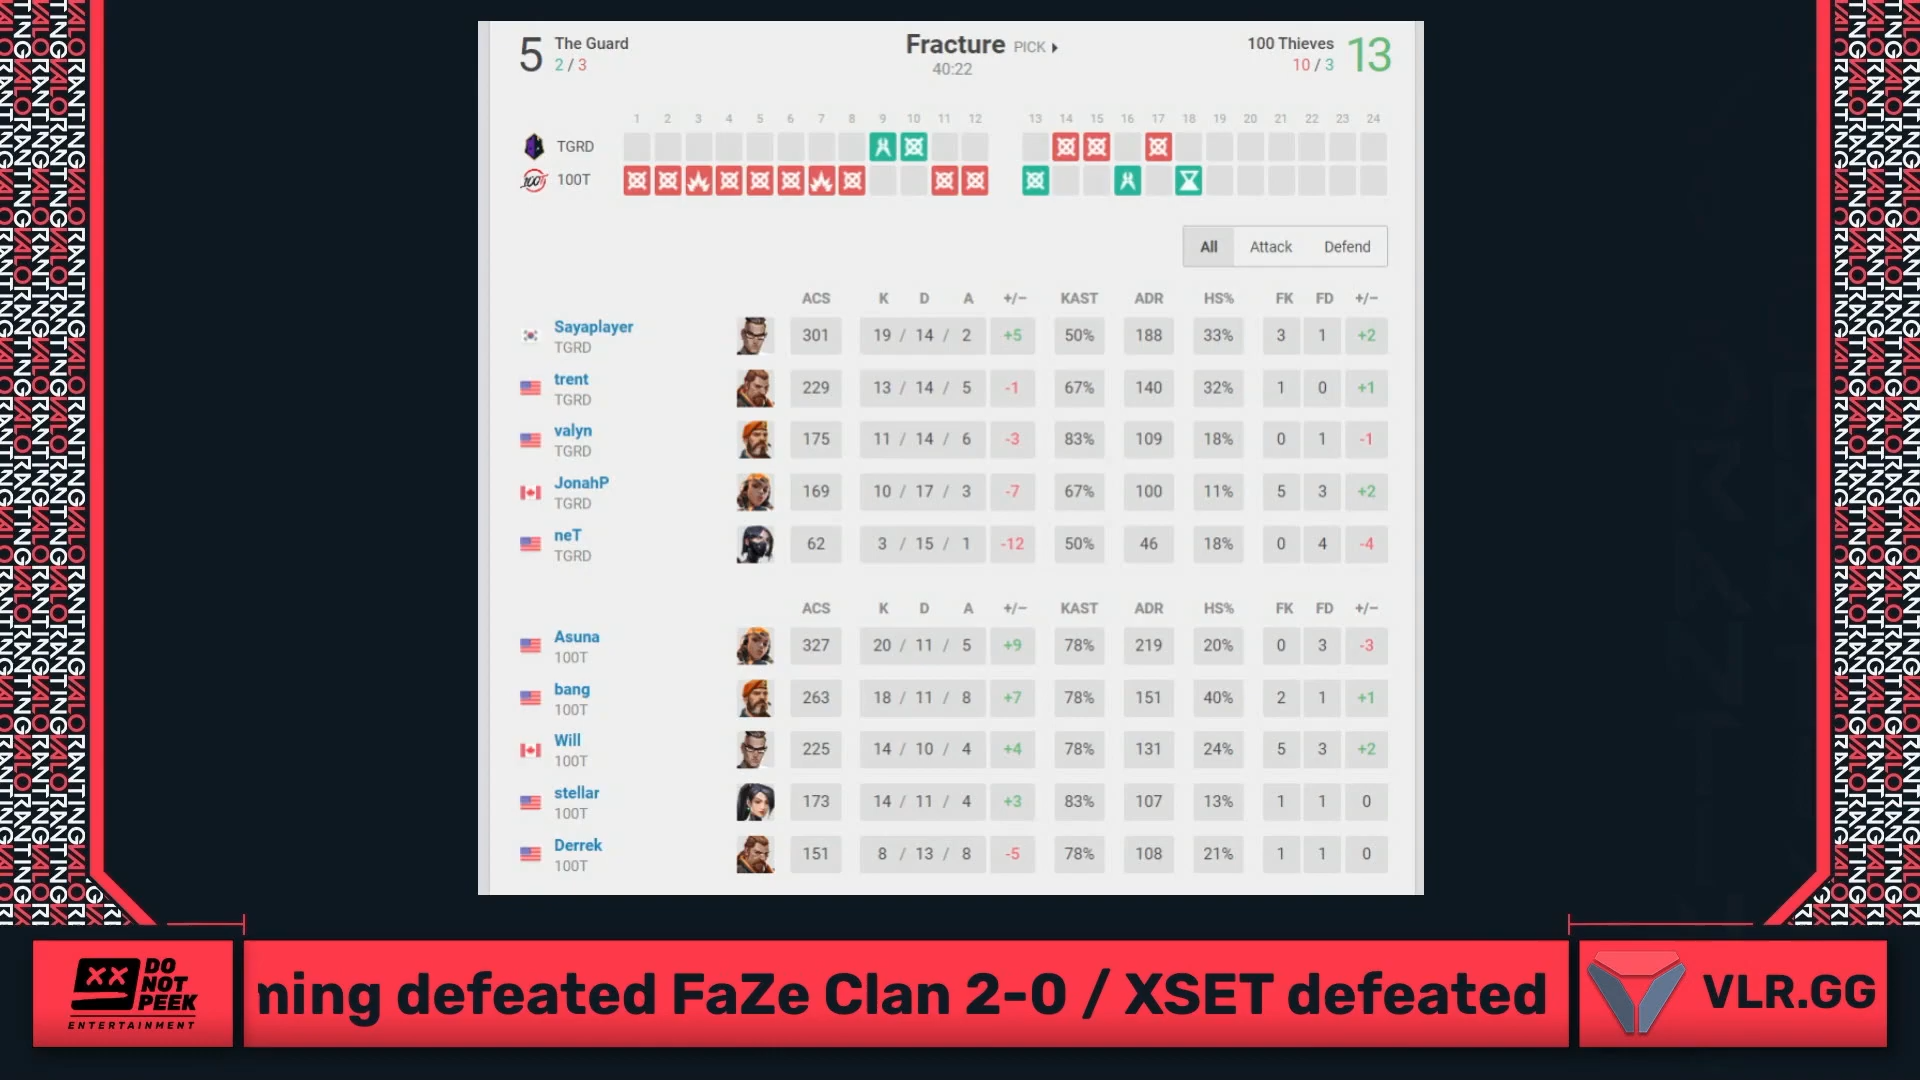 5 The Guard Fracture PICK 100 Thieves 13
2 / 3 40:22 10 / 3
1 2 3 4 5 6 7 8 9 10 11 12 13 14 15 16 17 18 19 20 21 22 23 24
TGRD
100T
All Attack Defend
ACS K D A +/− KAST ADR HS% FK FD +/−
Sayaplayer
TGRD
301 19 / 14 / 2 +5 50% 188 33% 3 1 +2
trent
TGRD
229 13 / 14 / 5 -1 67% 140 32% 1 0 +1
valyn
TGRD
175 11 / 14 / 6 -3 83% 109 18% 0 1 -1
JonahP
TGRD
169 10 / 17 / 3 -7 67% 100 11% 5 3 +2
neT
TGRD
62 3 / 15 / 1 -12 50% 46 18% 0 4 -4
ACS K D A +/− KAST ADR HS% FK FD +/−
Asuna
100T
327 20 / 11 / 5 +9 78% 219 20% 0 3 -3
bang
100T
263 18 / 11 / 8 +7 78% 151 40% 2 1 +1
Will
100T
225 14 / 10 / 4 +4 78% 131 24% 5 3 +2
stellar
100T
173 14 / 11 / 4 +3 83% 107 13% 1 1 0
Derrek
100T
151 8 / 13 / 8 -5 78% 108 21% 1 1 0
DO
NOT
PEEK
ENTERTAINMENT
ning defeated FaZe Clan 2-0 / XSET defeated
VLR.GG
VALORANTING